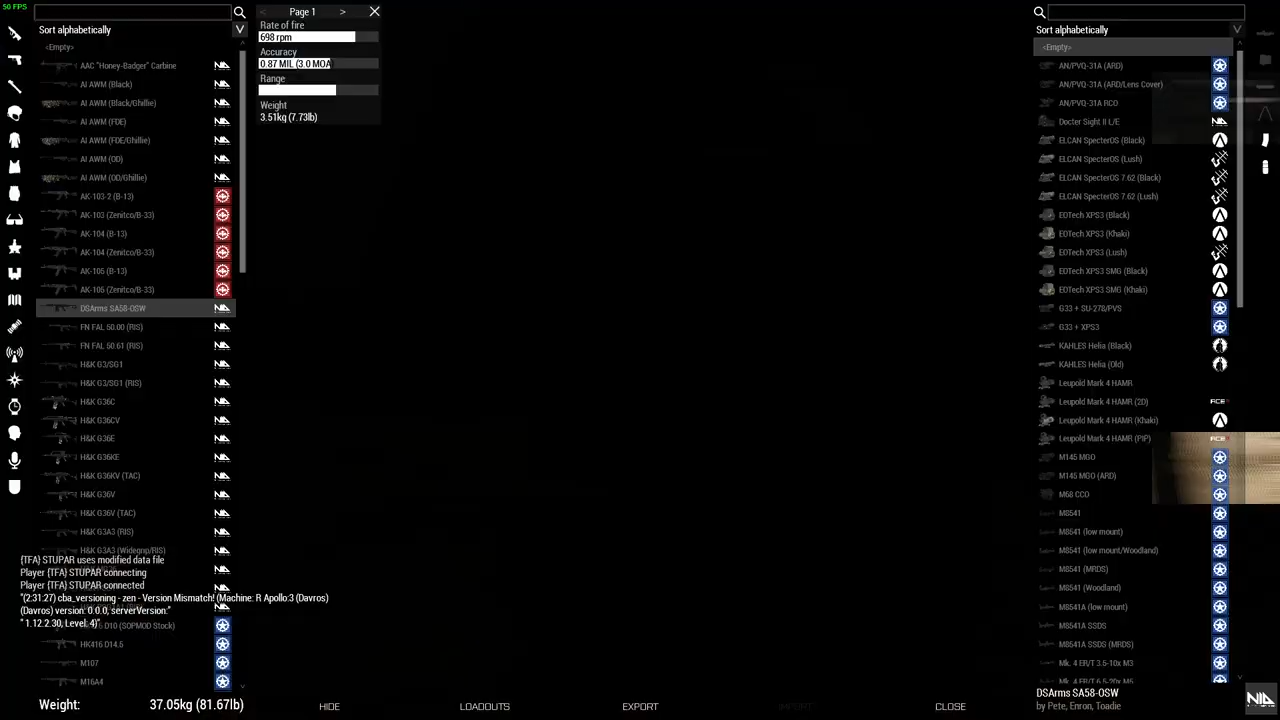 50 FPS
Sort alphabetically
<Empty>
AAC "Honey-Badger" Carbine
AI AWM (Black)
AI AWM (Black/Ghillie)
AI AWM (FDE)
AI AWM (FDE/Ghillie)
AI AWM (OD)
AI AWM (OD/Ghillie)
AK-103-2 (B-13)
AK-103 (Zenitco/B-33)
AK-104 (B-13)
AK-104 (Zenitco/B-33)
AK-105 (B-13)
AK-105 (Zenitco/B-33)
DSArms SA58-OSW
FN FAL 50.00 (RIS)
FN FAL 50.61 (RIS)
H&K G3/SG1
H&K G3/SG1 (RIS)
H&K G36C
H&K G36CV
H&K G36E
H&K G36KE
H&K G36KV (TAC)
H&K G36V
H&K G36V (TAC)
H&K G3A3 (RIS)
H&K G3A3 (Widegrip/RIS)
{TFA} STUPAR uses modified data file
Player {TFA} STUPAR connecting
Player {TFA} STUPAR connected
"(2:31:27) cba_versioning - zen - Version Mismatch! (Machine: R Apollo:3 (Davros)
(Davros) version: 0.0.0, serverVersion:"
" 1.12.2.30, Level: 4)"
D10 (SOPMOD Stock)
HK416 D14.5
M107
M16A4
Weight:
37.05kg (81.67lb)
< Page 1 >
Rate of fire
698 rpm
Accuracy
0.87 MIL (3.0 MOA
Range
Weight
3.51kg (7.73lb)
HIDE
LOADOUTS
EXPORT
IMPORT
CLOSE
Sort alphabetically
<Empty>
AN/PVQ-31A (ARD)
AN/PVQ-31A (ARD/Lens Cover)
AN/PVQ-31A RCO
Docter Sight II L/E
ELCAN SpecterOS (Black)
ELCAN SpecterOS (Lush)
ELCAN SpecterOS 7.62 (Black)
ELCAN SpecterOS 7.62 (Lush)
EOTech XPS3 (Black)
EOTech XPS3 (Khaki)
EOTech XPS3 (Lush)
EOTech XPS3 SMG (Black)
EOTech XPS3 SMG (Khaki)
G33 + SU-278/PVS
G33 + XPS3
KAHLES Helia (Black)
KAHLES Helia (Old)
Leupold Mark 4 HAMR
Leupold Mark 4 HAMR (2D)
Leupold Mark 4 HAMR (Khaki)
Leupold Mark 4 HAMR (PIP)
M145 MGO
M145 MGO (ARD)
M68 CCO
M8541
M8541 (low mount)
M8541 (low mount/Woodland)
M8541 (MRDS)
M8541 (Woodland)
M8541A (low mount)
M8541A SSDS
M8541A SSDS (MRDS)
Mk. 4 ER/T 3.5-10x M3
Mk. 4 ER/T 6.5-20x M5
DSArms SA58-OSW
by Pete, Enron, Toadie